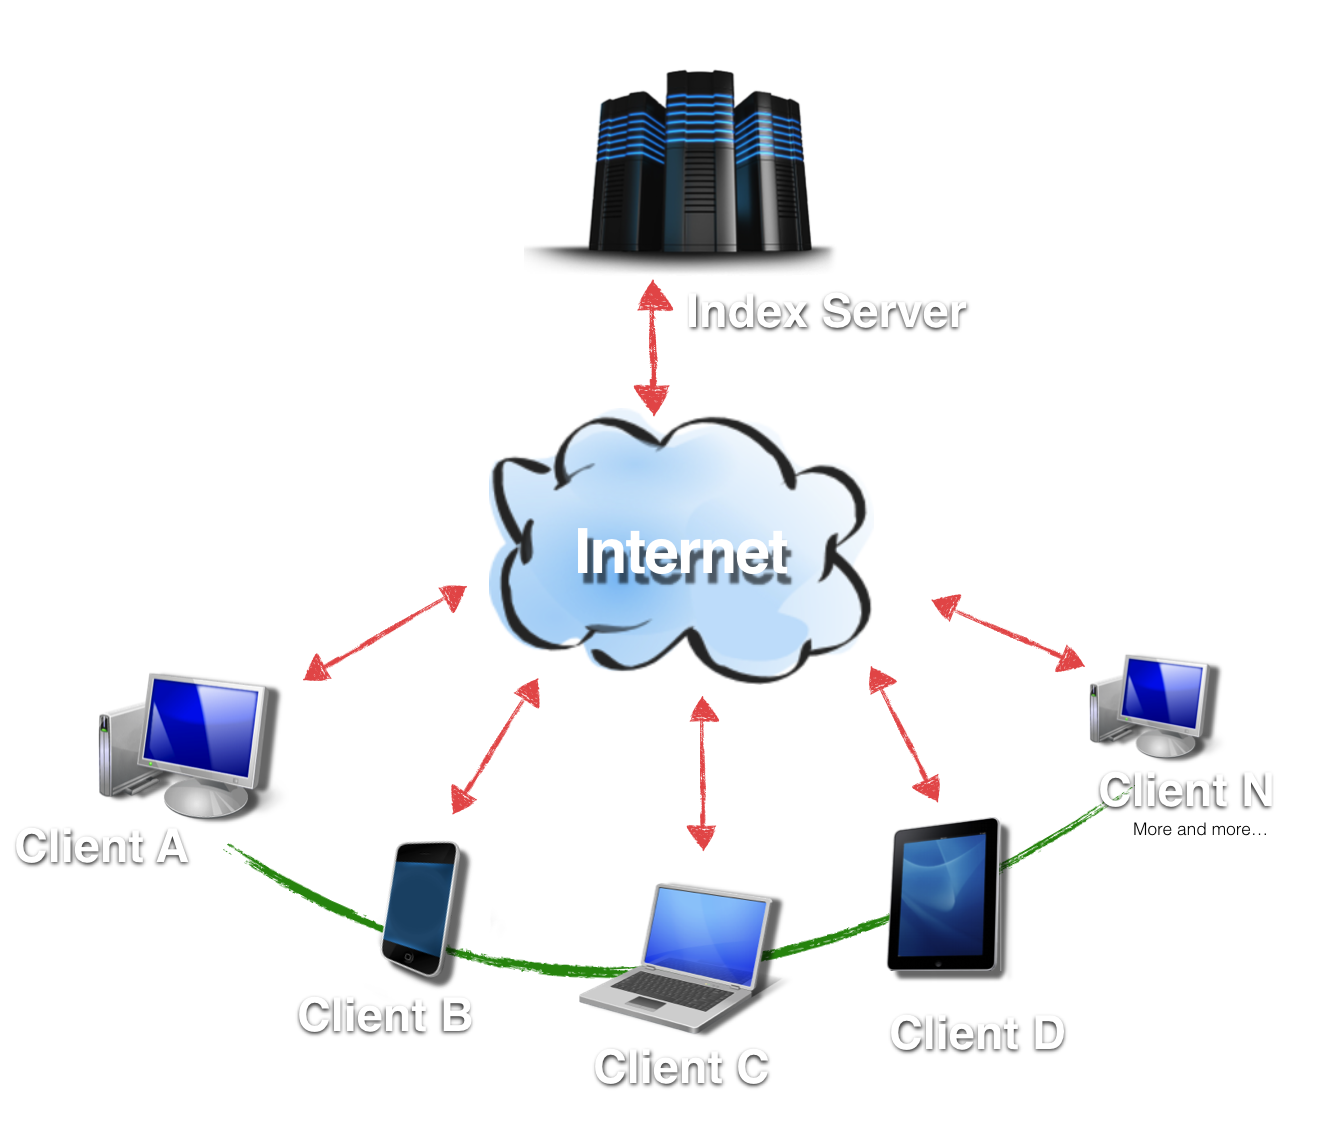 Index Server
Internet
Client N
More and more...
Client A
Client B
Client D
Client C